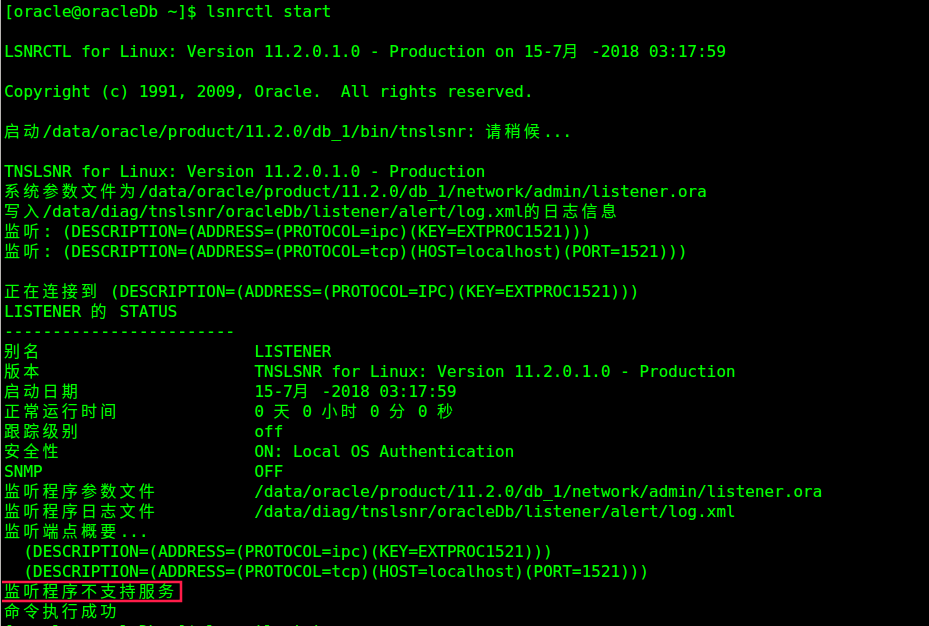 [oracle@oracleDb ~]$ lsnrctl start
LSNRCTL for Linux: Version 11.2.0.1.0 - Production on 15-7月 -2018 03:17:59
Copyright (c) 1991, 2009, Oracle.  All rights reserved.
启动/data/oracle/product/11.2.0/db_1/bin/tnslsnr: 请稍候...
TNSLSNR for Linux: Version 11.2.0.1.0 - Production
系统参数文件为/data/oracle/product/11.2.0/db_1/network/admin/listener.ora
写入/data/diag/tnslsnr/oracleDb/listener/alert/log.xml的日志信息
监听: (DESCRIPTION=(ADDRESS=(PROTOCOL=ipc)(KEY=EXTPROC1521)))
监听: (DESCRIPTION=(ADDRESS=(PROTOCOL=tcp)(HOST=localhost)(PORT=1521)))
正在连接到 (DESCRIPTION=(ADDRESS=(PROTOCOL=IPC)(KEY=EXTPROC1521)))
LISTENER 的 STATUS
------------------------
别名                      LISTENER
版本                      TNSLSNR for Linux: Version 11.2.0.1.0 - Production
启动日期                  15-7月 -2018 03:17:59
正常运行时间              0 天 0 小时 0 分 0 秒
跟踪级别                  off
安全性                    ON: Local OS Authentication
SNMP                      OFF
监听程序参数文件          /data/oracle/product/11.2.0/db_1/network/admin/listener.ora
监听程序日志文件          /data/diag/tnslsnr/oracleDb/listener/alert/log.xml
监听端点概要...
  (DESCRIPTION=(ADDRESS=(PROTOCOL=ipc)(KEY=EXTPROC1521)))
  (DESCRIPTION=(ADDRESS=(PROTOCOL=tcp)(HOST=localhost)(PORT=1521)))
监听程序不支持服务
命令执行成功